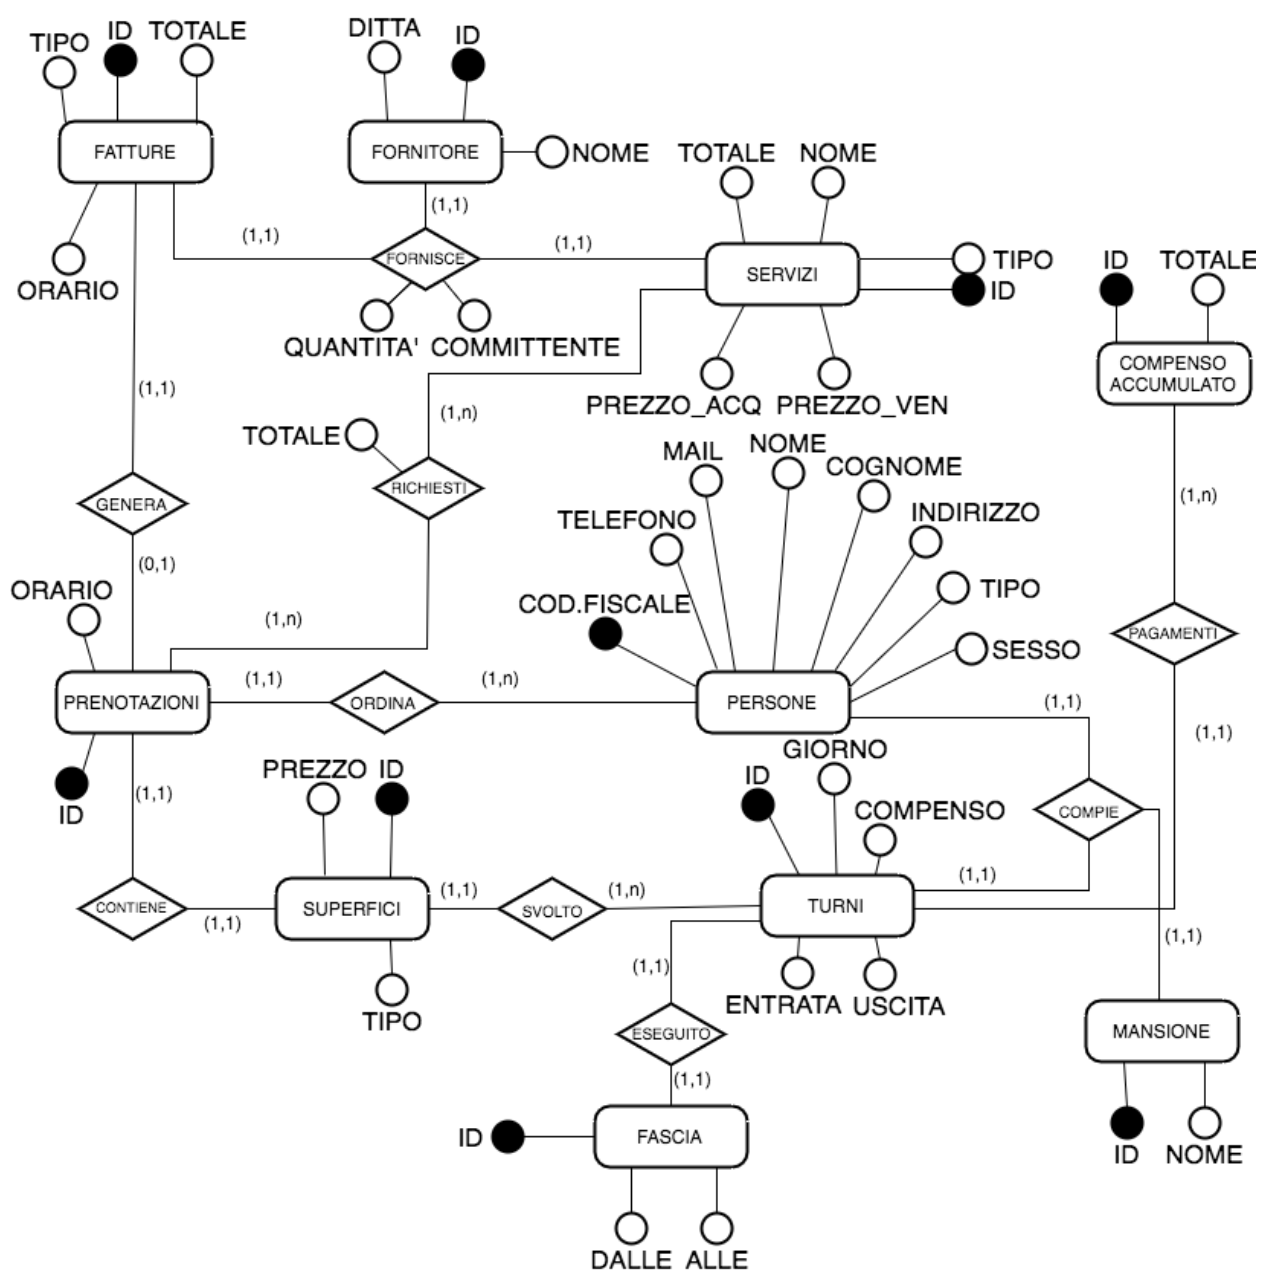 TIPO
ID
TOTALE
DITTA
ID
FATTURE
FORNITORE
NOME
TOTALE
NOME
(1,1)
(1,1)
(1,1)
FORNISCE
SERVIZI
TIPO
ID
ORARIO
QUANTITA' COMMITTENTE
ID
TOTALE
PREZZO_ACQ
PREZZO_VEN
COMPENSO
ACCUMULATO
(1,1)
(1,n)
TOTALE
RICHIESTI
MAIL
NOME
COGNOME
INDIRIZZO
TELEFONO
TIPO
COD.FISCALE
SESSO
(1,n)
GENERA
(0,1)
ORARIO
(1,n)
PAGAMENTI
PRENOTAZIONI
(1,1)
ORDINA
(1,n)
PERSONE
(1,1)
(1,1)
GIORNO
ID
COMPENSO
COMPIE
ID
(1,1)
PREZZO
ID
CONTIENE
(1,1)
SUPERFICI
(1,1)
SVOLTO
(1,n)
TURNI
(1,1)
(1,1)
TIPO
(1,1)
ENTRATA
USCITA
ESEGUITO
MANSIONE
(1,1)
ID
FASCIA
ID
NOME
DALLE
ALLE